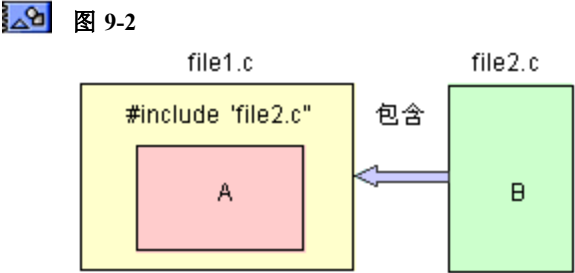 图 9-2
file1.c
file2.c
#include 'file2.c"
包含
A
B